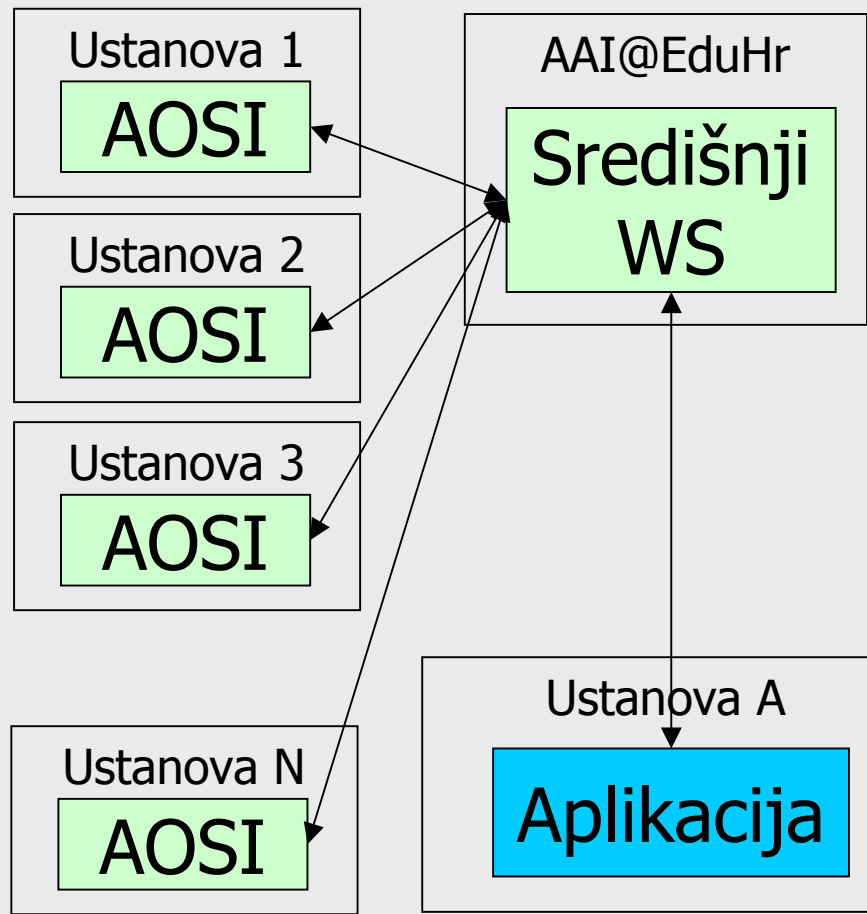 Ustanova 1
AOSI
Ustanova 2
AOSI
Ustanova 3
AOSI
Ustanova N
AOSI
AAI@EduHr
Središnji
WS
Ustanova A
Aplikacija